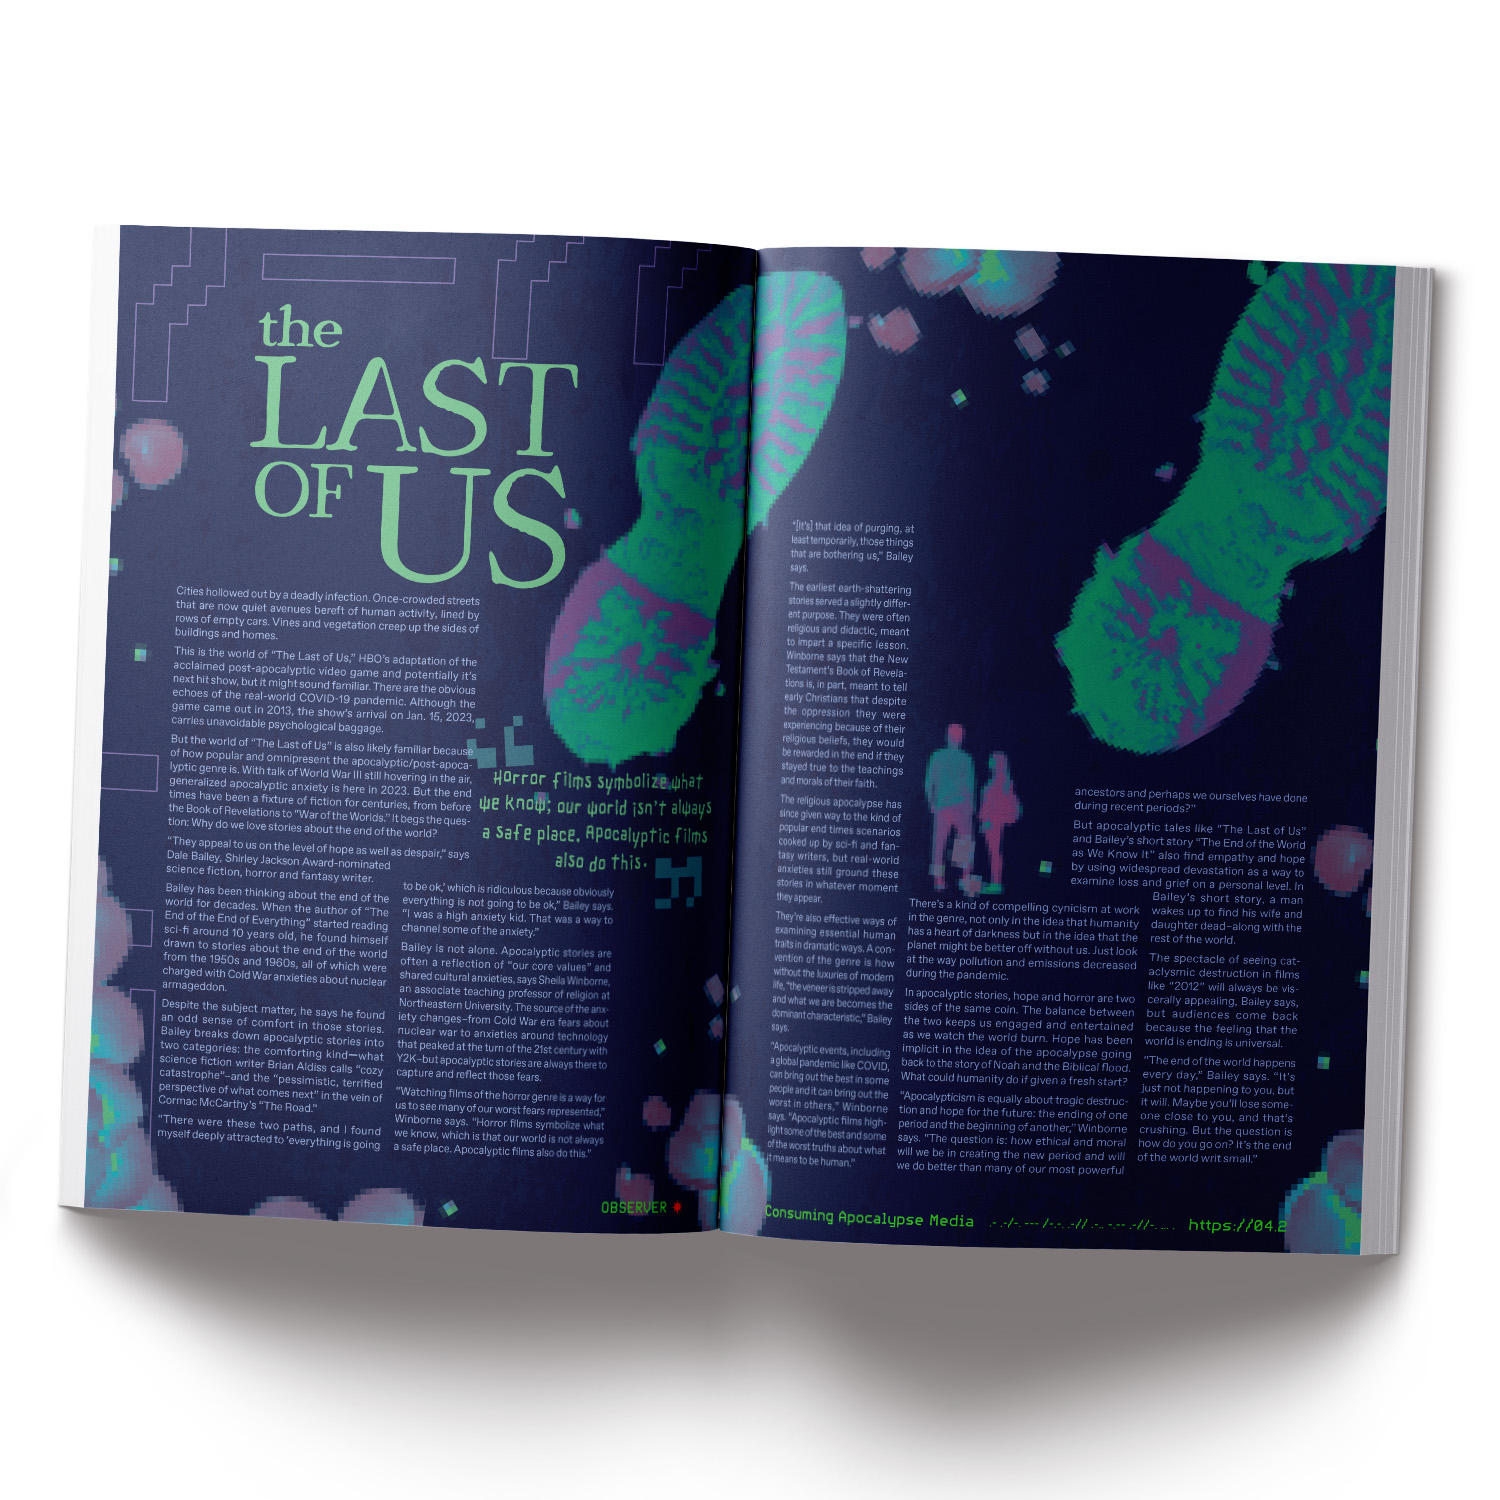 the
LAST
OF US
Cities hollowed out by a deadly infection. Once-crowded streets
that are now quiet avenues bereft of human activity, lined by
rows of empty cars. Vines and vegetation creep up the sides of
buildings and homes.
This is the world of “The Last of Us,” HBO’s adaptation of the
acclaimed post-apocalyptic video game and potentially it’s
next hit show, but it might sound familiar. There are the obvious
echoes of the real-world COVID-19 pandemic. Although the
game came out in 2013, the show’s arrival on Jan. 15, 2023,
carries unavoidable psychological baggage.
But the world of “The Last of Us” is also likely familiar because
of how popular and omnipresent the apocalyptic/post-apoca-
lyptic genre is. With talk of World War III still hovering in the air,
generalized apocalyptic anxiety is here in 2023. But the end
times have been a fixture of fiction for centuries, from before
the Book of Revelations to “War of the Worlds.” It begs the ques-
tion: Why do we love stories about the end of the world?
“They appeal to us on the level of hope as well as despair,” says
Dale Bailey, Shirley Jackson Award-nominated
science fiction, horror and fantasy writer.
Bailey has been thinking about the end of the
world for decades. When the author of “The
End of the End of Everything” started reading
sci-fi around 10 years old, he found himself
drawn to stories about the end of the world
from the 1950s and 1960s, all of which were
charged with Cold War anxieties about nuclear
armageddon.
Despite the subject matter, he says he found
an odd sense of comfort in those stories.
Bailey breaks down apocalyptic stories into
two categories: the comforting kind—what
science fiction writer Brian Aldiss calls “cozy
catastrophe”–and the “pessimistic, terrified
perspective of what comes next” in the vein of
Cormac McCarthy’s “The Road.”
“There were these two paths, and I found
myself deeply attracted to ‘everything is going
“
Horror films symbolize what
we know; our world isn’t always
a safe place. Apocalyptic films
also do this.
”
to be ok,’ which is ridiculous because obviously
everything is not going to be ok,” Bailey says.
“I was a high anxiety kid. That was a way to
channel some of the anxiety.”
Bailey is not alone. Apocalyptic stories are
often a reflection of “our core values” and
shared cultural anxieties, says Sheila Winborne,
an associate teaching professor of religion at
Northeastern University. The source of the anx-
iety changes–from Cold War era fears about
nuclear war to anxieties around technology
that peaked at the turn of the 21st century with
Y2K–but apocalyptic stories are always there to
capture and reflect those fears.
“Watching films of the horror genre is a way for
us to see many of our worst fears represented,”
Winborne says. “Horror films symbolize what
we know, which is that our world is not always
a safe place. Apocalyptic films also do this.”
OBSERVER
“[It’s] that idea of purging, at
least temporarily, those things
that are bothering us,” Bailey
says.
The earliest earth-shattering
stories served a slightly differ-
ent purpose. They were often
religious and didactic, meant
to impart a specific lesson.
Winborne says that the New
Testament’s Book of Revela-
tions is, in part, meant to tell
early Christians that despite
the oppression they were
experiencing because of their
religious beliefs, they would
be rewarded in the end if they
stayed true to the teachings
and morals of their faith.
The religious apocalypse has
since given way to the kind of
popular end times scenarios
cooked up by sci-fi and fan-
tasy writers, but real-world
anxieties still ground these
stories in whatever moment
they appear.
They’re also effective ways of
examining essential human
traits in dramatic ways. A con-
vention of the genre is how
without the luxuries of modern
life, “the veneer is stripped away
and what we are becomes the
dominant characteristic,” Bailey
says.
“Apocalyptic events, including
a global pandemic like COVID,
can bring out the best in some
people and it can bring out the
worst in others,” Winborne
says. “Apocalyptic films high-
light some of the best and some
of the worst truths about what
it means to be human.”
There’s a kind of compelling cynicism at work
in the genre, not only in the idea that humanity
has a heart of darkness but in the idea that the
planet might be better off without us. Just look
at the way pollution and emissions decreased
during the pandemic.
In apocalyptic stories, hope and horror are two
sides of the same coin. The balance between
the two keeps us engaged and entertained
as we watch the world burn. Hope has been
implicit in the idea of the apocalypse going
back to the story of Noah and the Biblical flood.
What could humanity do if given a fresh start?
“Apocalypticism is equally about tragic destruc-
tion and hope for the future: the ending of one
period and the beginning of another,” Winborne
says. “The question is: how ethical and moral
will we be in creating the new period and will
we do better than many of our most powerful
ancestors and perhaps we ourselves have done
during recent periods?”
But apocalyptic tales like “The Last of Us”
and Bailey’s short story “The End of the World
as We Know It” also find empathy and hope
by using widespread devastation as a way to
examine loss and grief on a personal level. In
Bailey’s short story, a man
wakes up to find his wife and
daughter dead–along with the
rest of the world.
The spectacle of seeing cat-
aclysmic destruction in films
like “2012” will always be vis-
cerally appealing, Bailey says,
but audiences come back
because the feeling that the
world is ending is universal.
“The end of the world happens
every day,” Bailey says. “It’s
just not happening to you, but
it will. Maybe you’ll lose some-
one close to you, and that’s
crushing. But the question is
how do you go on? It’s the end
of the world writ small.”
Consuming Apocalypse Media
https://04.2